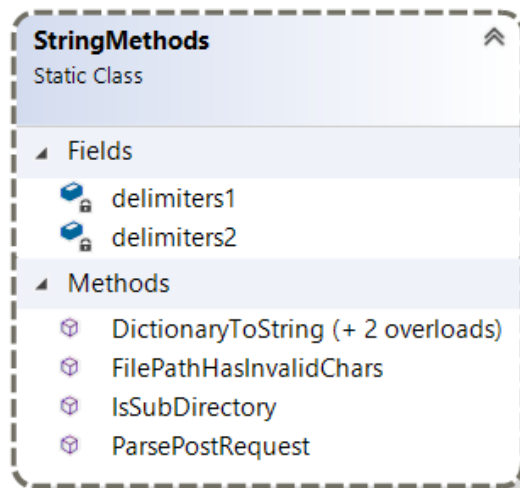 StringMethods
Static Class
Fields
delimiters1
delimiters2
Methods
DictionaryToString (+ 2 overloads)
FilePathHasInvalidChars
IsSubDirectory
ParsePostRequest